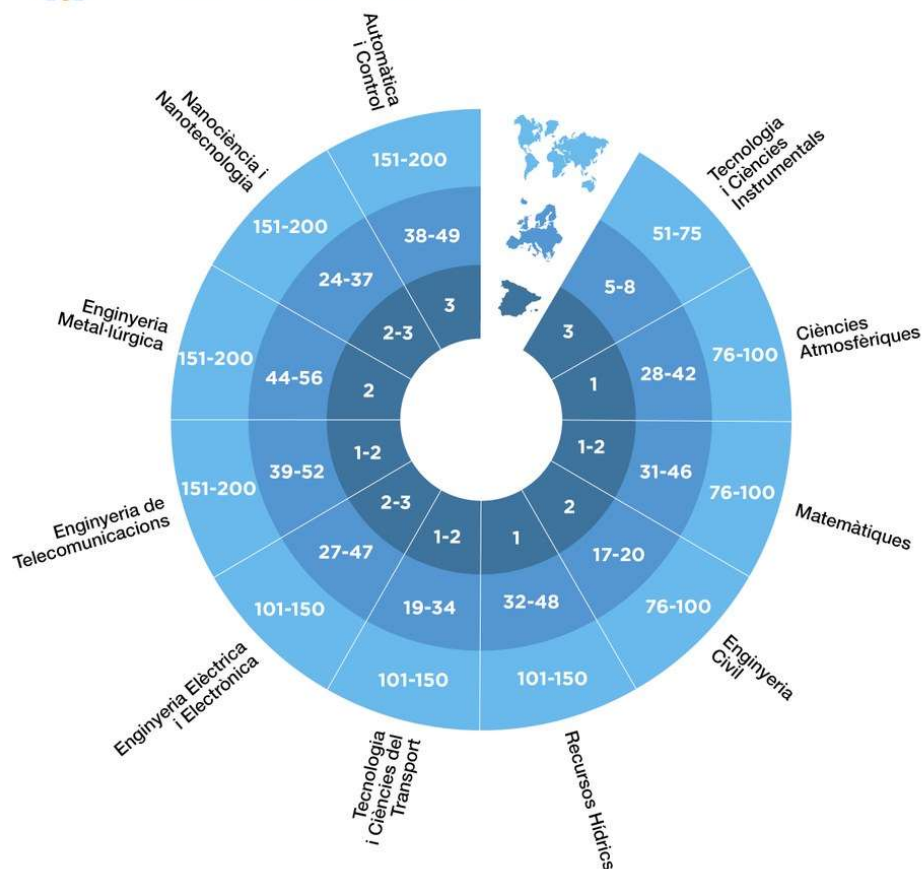 Automàtica
i Control
151-200
38-49
3
Tecnologia
i Ciències
Instrumentals
51-75
5-8
3
Ciències
Atmosfèriques
76-100
28-42
1
Matemàtiques
76-100
31-46
1-2
Enginyeria
Civil
76-100
17-20
2
Recursos Hídrics
101-150
32-48
1
Tecnologia
i Ciències del
Transport
101-150
19-34
1-2
Enginyeria Elèctrica
i Electrònica
101-150
27-47
2-3
Enginyeria de
Telecomunicacions
151-200
39-52
1-2
Enginyeria
Metal·lúrgica
151-200
44-56
2
Nanociència i
Nanotecnologia
151-200
24-37
2-3